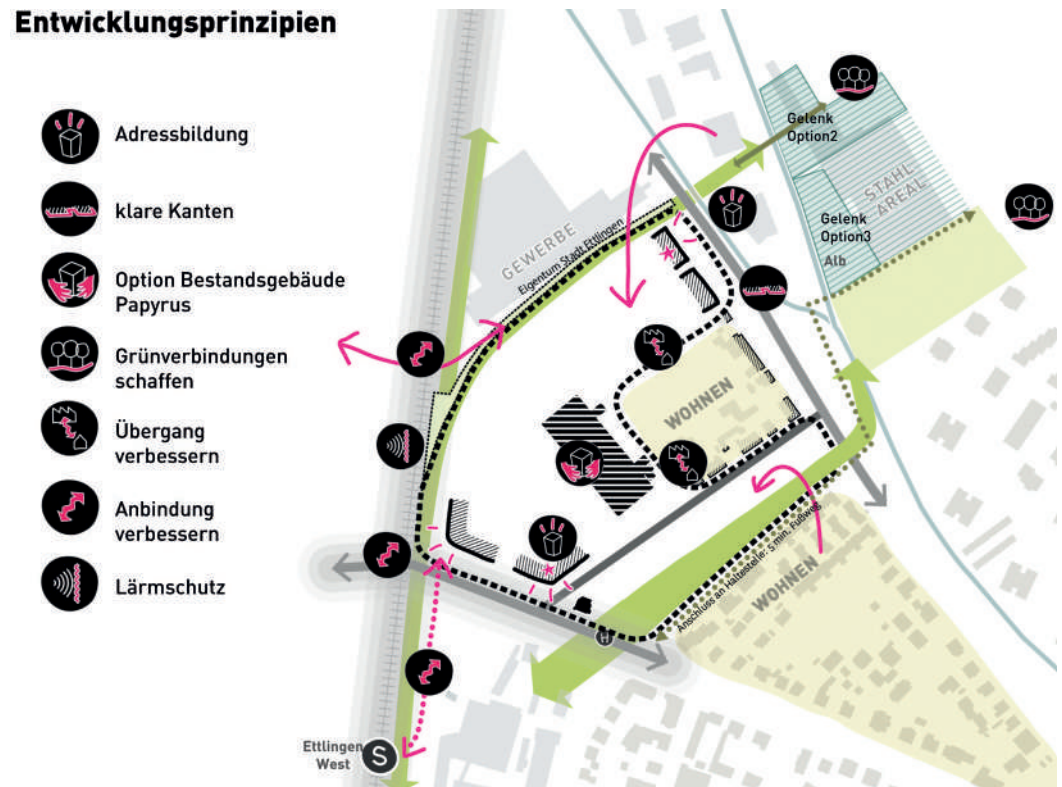 Entwicklungsprinzipien
Adressbildung
klare Kanten
Option Bestandsgebäude
Papyrus
Grünverbindungen
schaffen
Übergang
verbessern
Anbindung
verbessern
Lärmschutz
Gelenk
Option2
STAHL
AREAL
Gelenk
Option3
Alb
GEWERBE
Eigentum Stadt Ettlingen
WOHNEN
WOHNEN
Anschluss an Haltestelle: 5 min. Fußweg
H
Ettlingen
West
S